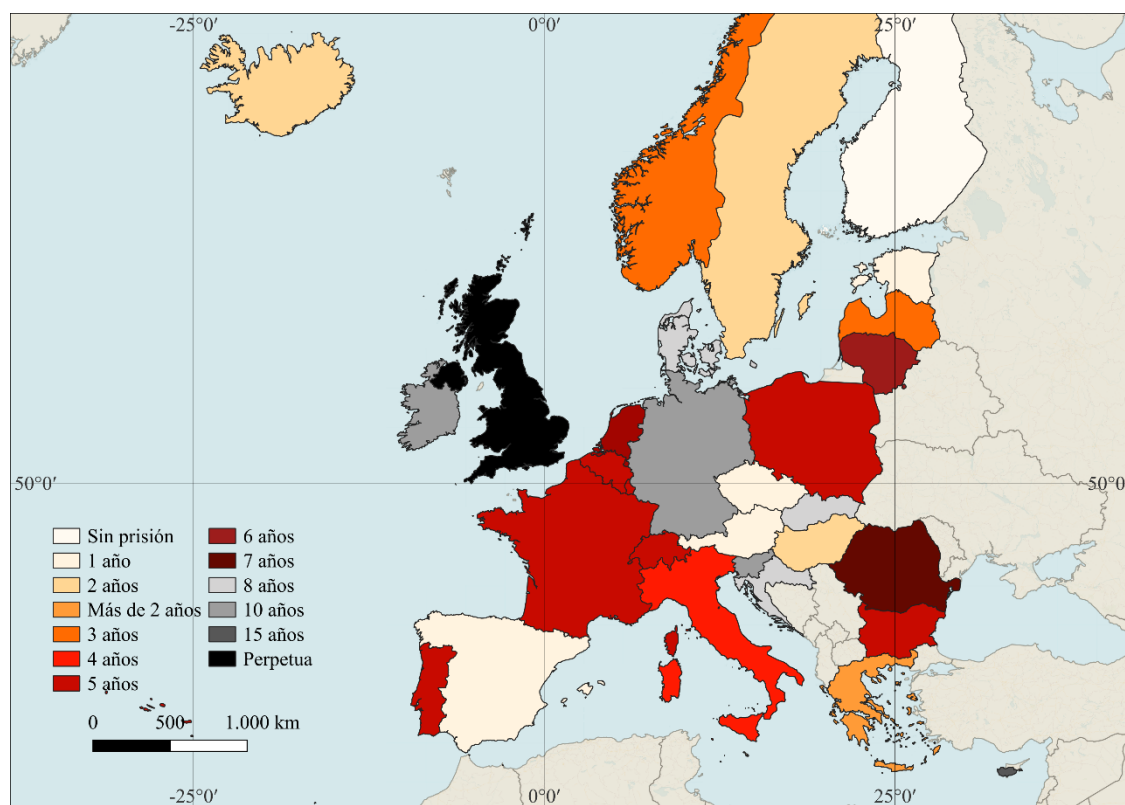 -25°0′
0°0′
25°0′
50°0′
50°0′
Sin prisión
1 año
2 años
Más de 2 años
3 años
4 años
5 años
6 años
7 años
8 años
10 años
15 años
Perpetua
0 500 1.000 km
-25°0′
0°0′
25°0′